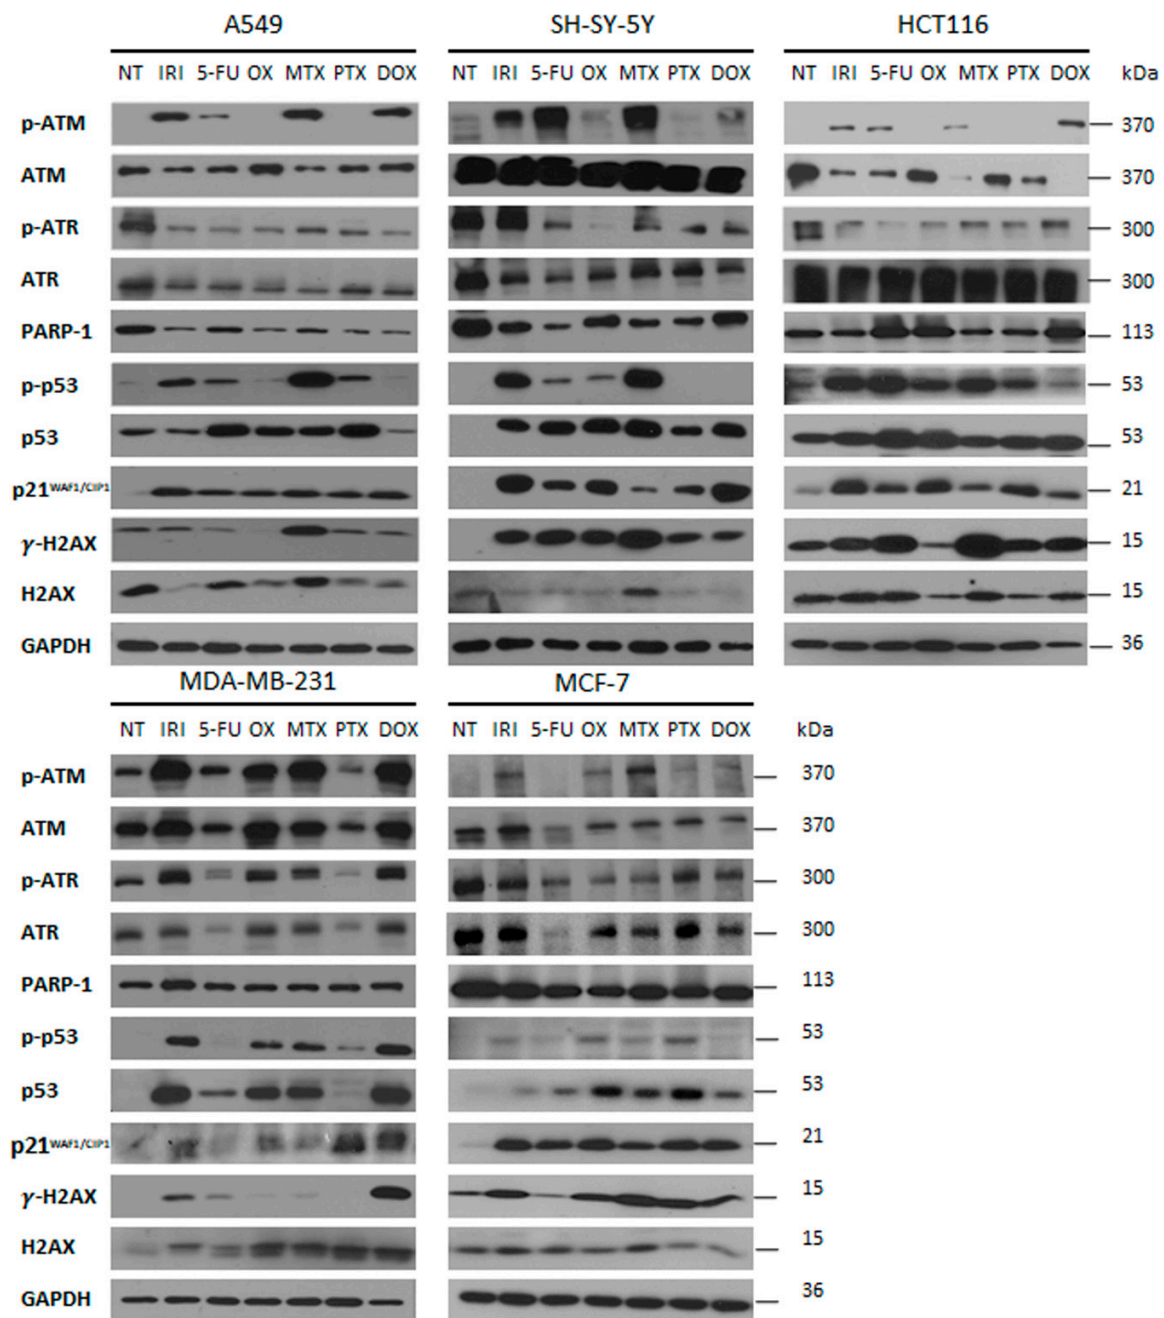 A549 SH-SY-5Y HCT116
NT IRI 5-FU OX MTX PTX DOX NT IRI 5-FU OX MTX PTX DOX NT IRI 5-FU OX MTX PTX DOX kDa
p-ATM 370
ATM 370
p-ATR 300
ATR 300
PARP-1 113
p-p53 53
p53 53
p21WAF1/CIP1 21
γ-H2AX 15
H2AX 15
GAPDH 36
MDA-MB-231 MCF-7
NT IRI 5-FU OX MTX PTX DOX NT IRI 5-FU OX MTX PTX DOX kDa
p-ATM 370
ATM 370
p-ATR 300
ATR 300
PARP-1 113
p-p53 53
p53 53
p21WAF1/CIP1 21
γ-H2AX 15
H2AX 15
GAPDH 36